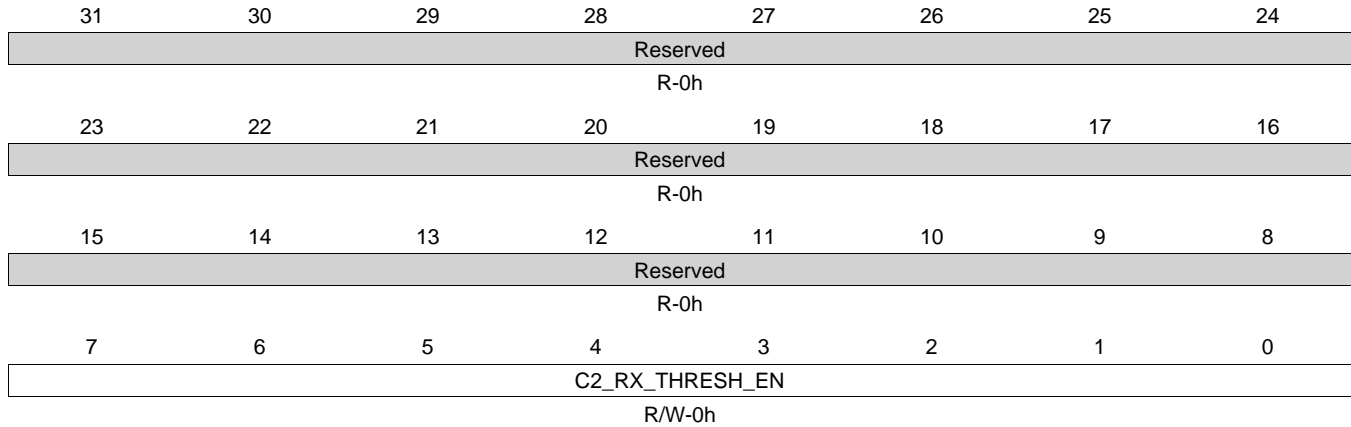 31 30 29 28 27 26 25 24
Reserved
R-0h
23 22 21 20 19 18 17 16
Reserved
R-0h
15 14 13 12 11 10 9 8
Reserved
R-0h
7 6 5 4 3 2 1 0
C2_RX_THRESH_EN
R/W-0h